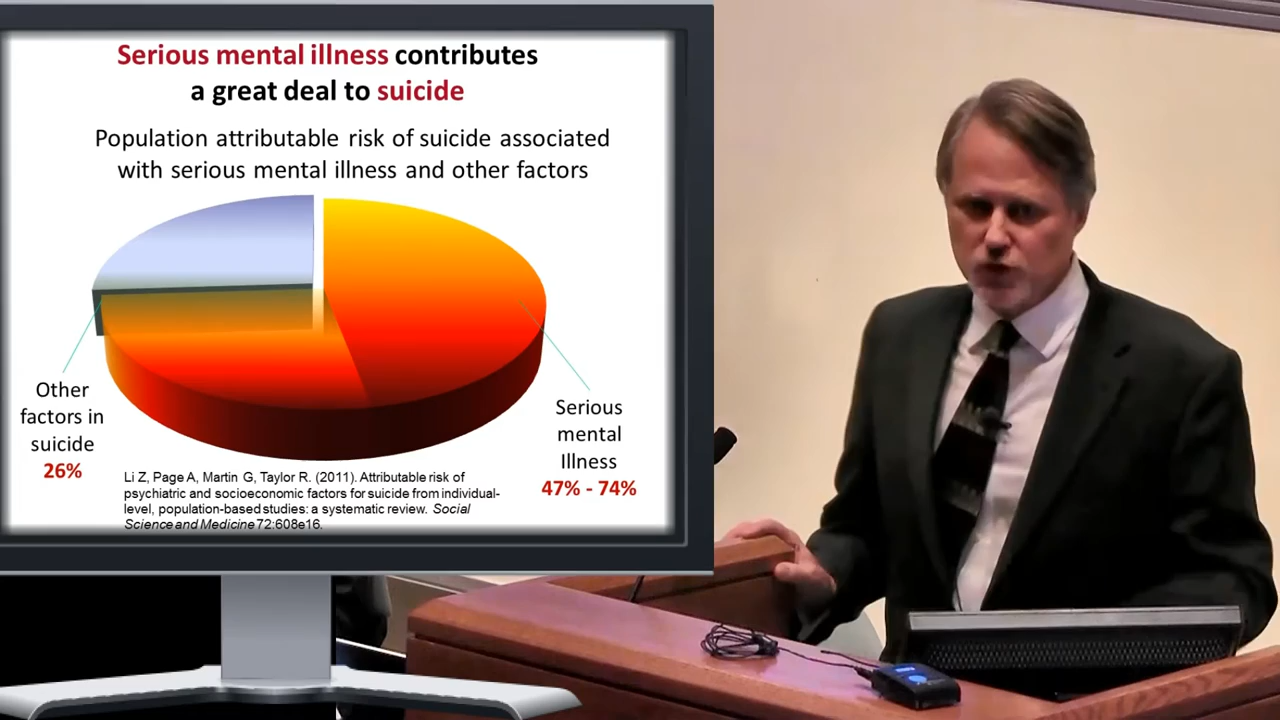 Serious mental illness contributes
a great deal to suicide
Population attributable risk of suicide associated
with serious mental illness and other factors
Other
factors in
suicide
26%
Serious
mental
Illness
47% - 74%
Li Z, Page A, Martin G, Taylor R. (2011). Attributable risk of
psychiatric and socioeconomic factors for suicide from individual-
level, population-based studies: a systematic review. Social
Science and Medicine 72:608e16.